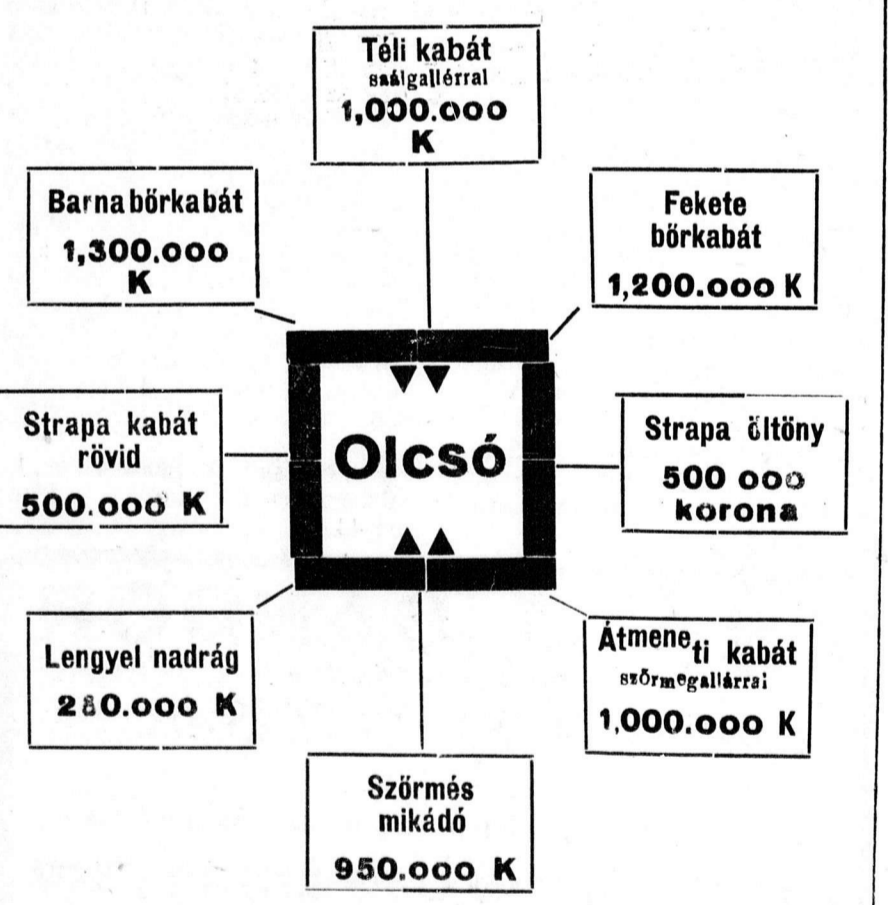 Téli kabát
saálgallérral
1,000.000
K
Barna bőrkabát
1,300.000
K
Fekete
bőrkabát
1,200.000 K
Strapa kabát
rövid
500.000 K
Olcsó
Strapa öltöny
500 000
korona
Lengyel nadrág
280.000 K
Átmeneti kabát
szőrmegallárral
1,000.000 K
Szőrmés
mikádó
950.000 K